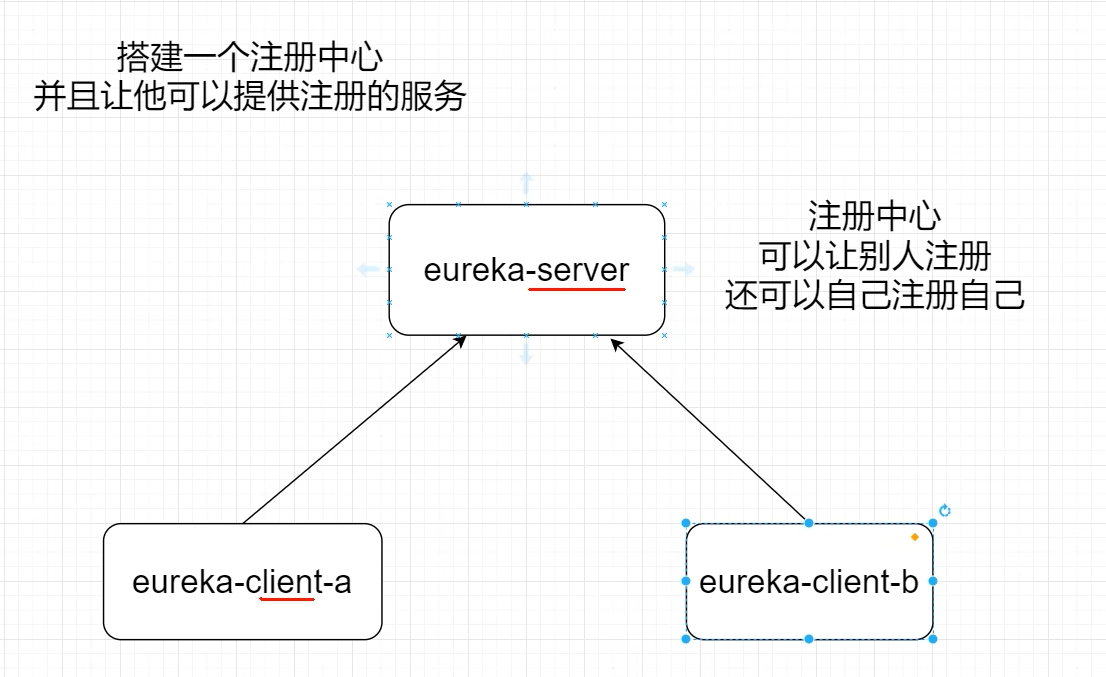 搭建一个注册中心
并且让他可以提供注册的服务
eureka-server
注册中心
可以让别人注册
还可以自己注册自己
eureka-client-a
eureka-client-b